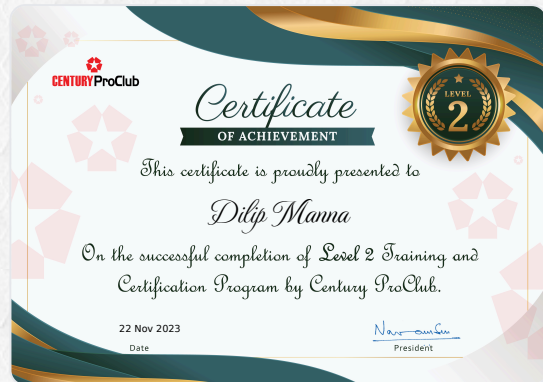 CENTURY ProClub
LEVEL
2
Certificate
OF ACHIEVEMENT
This certificate is proudly presented to
Dilip Manna
On the successful completion of Level 2 Training and
Certification Program by Century ProClub.
22 Nov 2023
Date
President